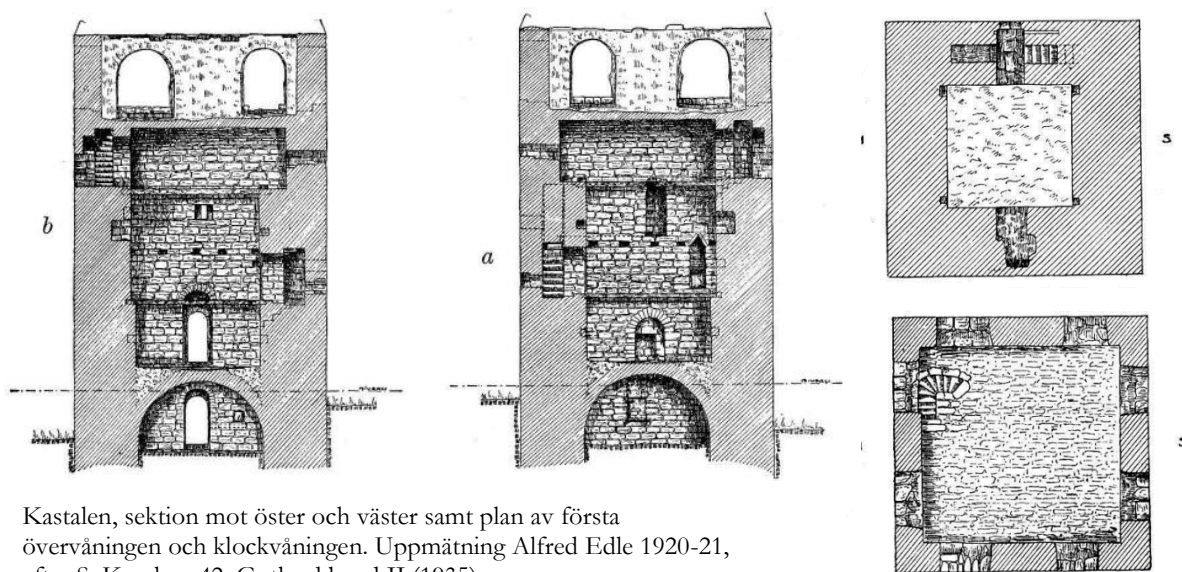 b
a
s
s
Kastalen, sektion mot öster och väster samt plan av första
övervåningen och klockvåningen. Uppmätning Alfred Edle 1920-21,